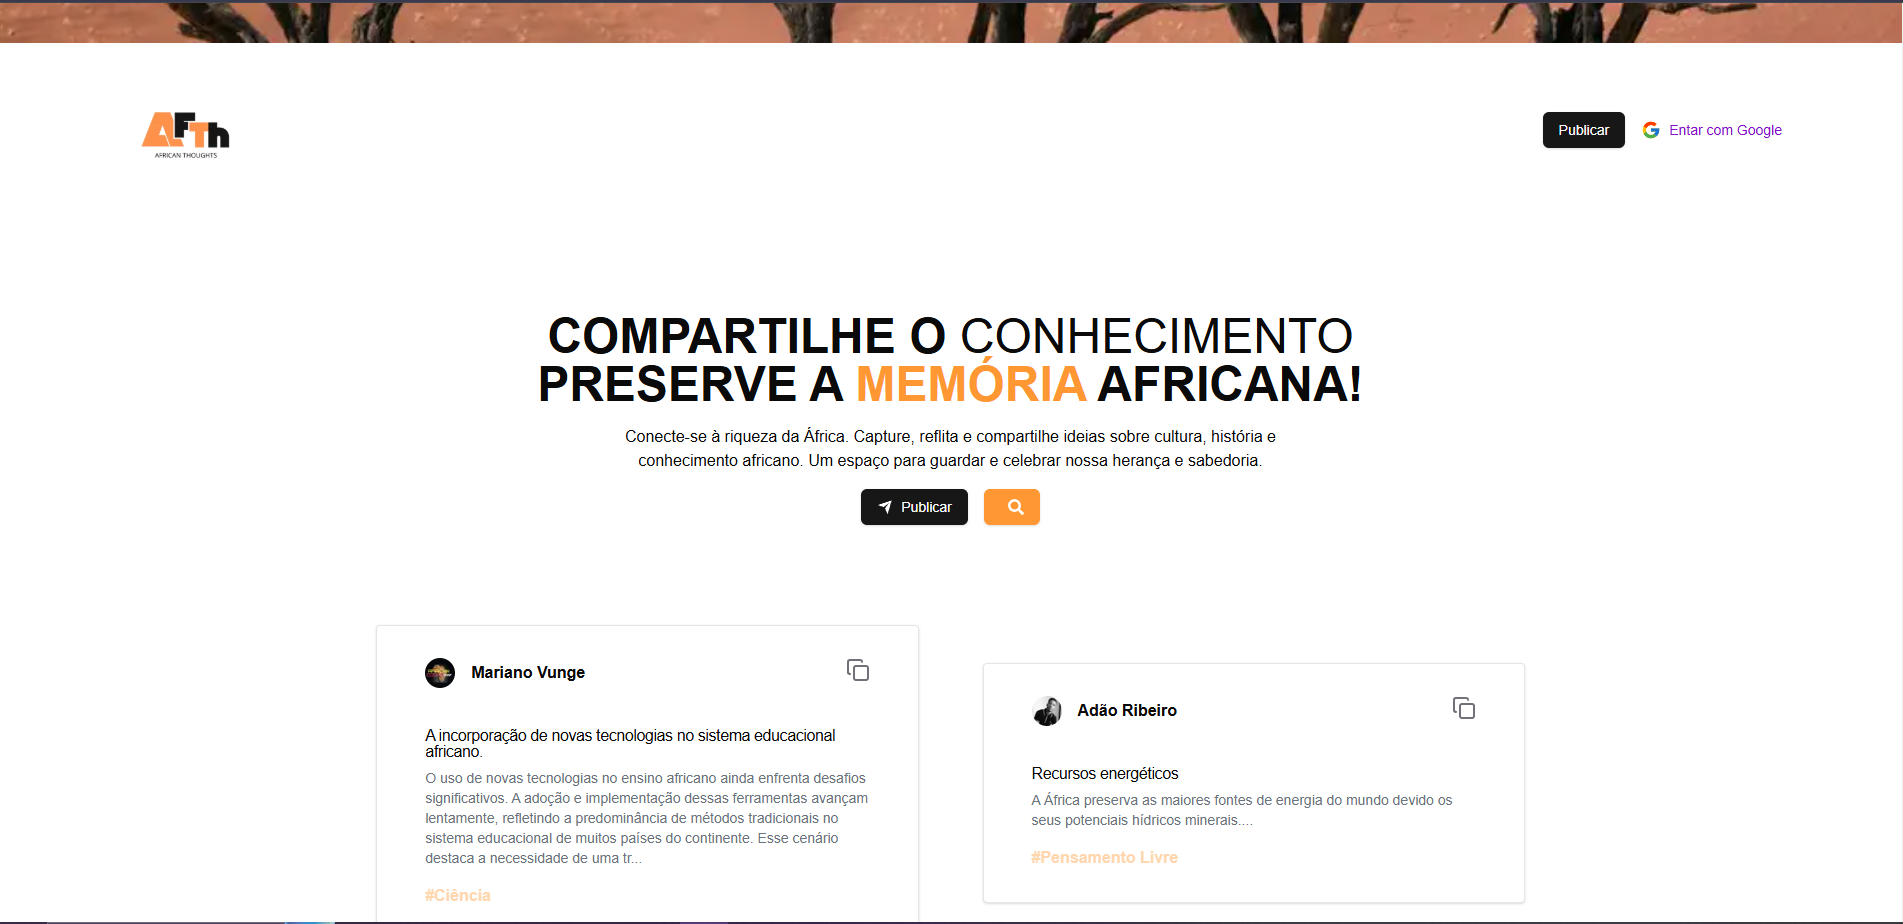 AFTh
AFRICAN THOUGHTS
Publicar
Entar com Google
COMPARTILHE O CONHECIMENTO
PRESERVE A MEMÓRIA AFRICANA!
Conecte-se à riqueza da África. Capture, reflita e compartilhe ideias sobre cultura, história e
conhecimento africano. Um espaço para guardar e celebrar nossa herança e sabedoria.
Publicar
Mariano Vunge
A incorporação de novas tecnologias no sistema educacional
africano.
O uso de novas tecnologias no ensino africano ainda enfrenta desafios
significativos. A adoção e implementação dessas ferramentas avançam
lentamente, refletindo a predominância de métodos tradicionais no
sistema educacional de muitos países do continente. Esse cenário
destaca a necessidade de uma tr...
#Ciência
Adão Ribeiro
Recursos energéticos
A África preserva as maiores fontes de energia do mundo devido os
seus potenciais hídricos minerais....
#Pensamento Livre